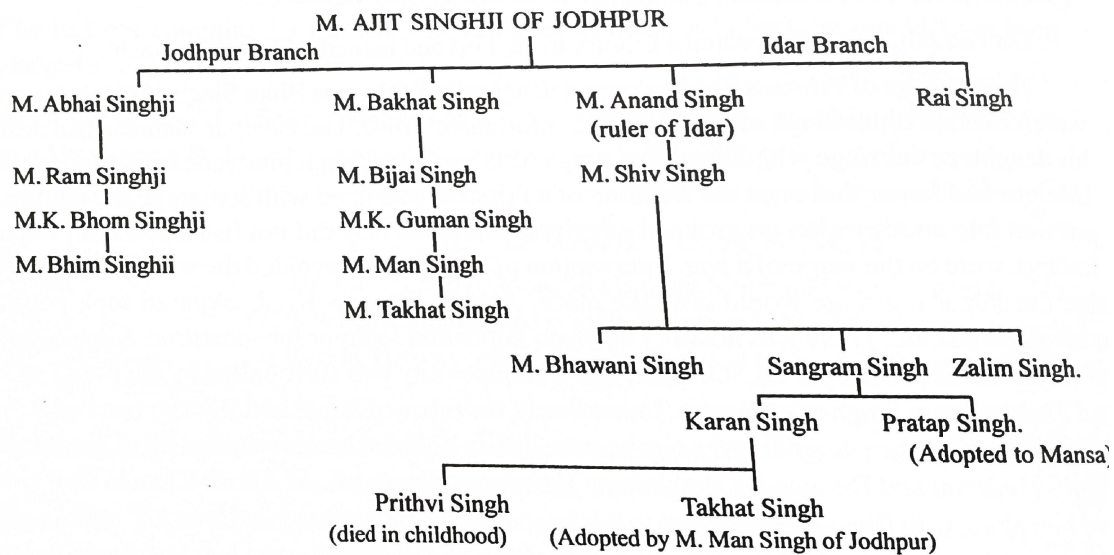 M. AJIT SINGHJI OF JODHPUR
Jodhpur Branch Idar Branch
M. Abhai Singhji M. Bakhat Singh M. Anand Singh Rai Singh
(ruler of Idar)
M. Ram Singhji M. Bijai Singh M. Shiv Singh
M.K. Bhom Singhji M.K. Guman Singh
M. Bhim Singhii M. Man Singh
M. Takhat Singh
M. Bhawani Singh Sangram Singh Zalim Singh.
Karan Singh Pratap Singh.
(Adopted to Mansa)
Prithvi Singh Takhat Singh
(died in childhood) (Adopted by M. Man Singh of Jodhpur)